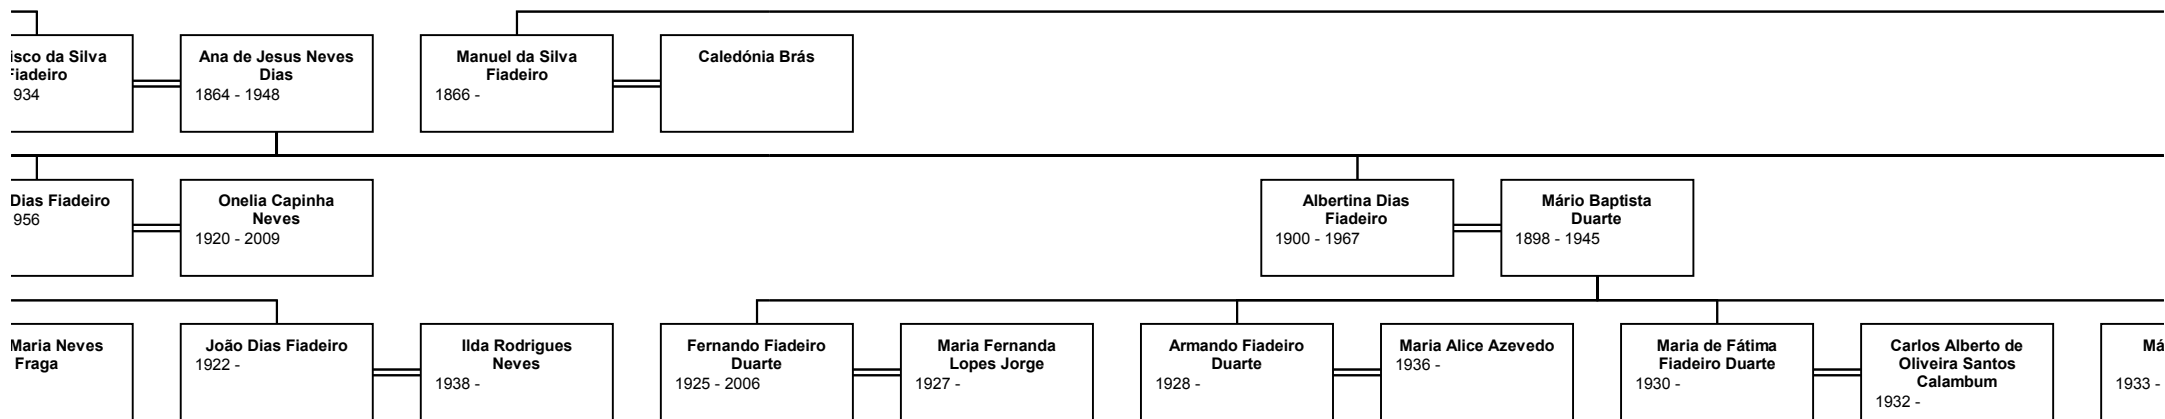 isco da Silva
Fiadeiro
934
Ana de Jesus Neves
Dias
1864 - 1948
Manuel da Silva
Fiadeiro
1866 -
Caledónia Brás
Dias Fiadeiro
956
Onelia Capinha
Neves
1920 - 2009
Albertina Dias
Fiadeiro
1900 - 1967
Mário Baptista
Duarte
1898 - 1945
Maria Neves
Fraga
João Dias Fiadeiro
1922 -
Ilda Rodrigues
Neves
1938 -
Fernando Fiadeiro
Duarte
1925 - 2006
Maria Fernanda
Lopes Jorge
1927 -
Armando Fiadeiro
Duarte
1928 -
Maria Alice Azevedo
1936 -
Maria de Fátima
Fiadeiro Duarte
1930 -
Carlos Alberto de
Oliveira Santos
Calambum
1932 -
Má
1933 -